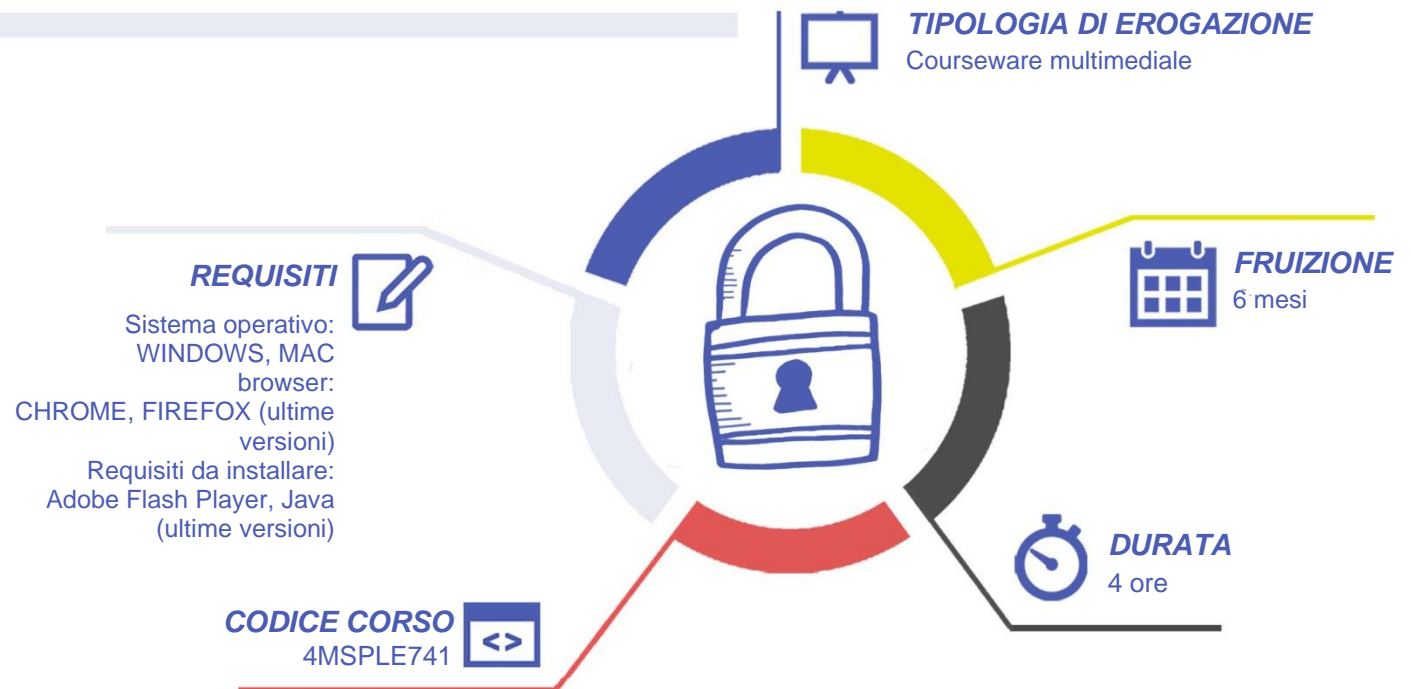 TIPOLOGIA DI EROGAZIONE
Courseware multimediale
REQUISITI
Sistema operativo:
WINDOWS, MAC
browser:
CHROME, FIREFOX (ultime
versioni)
Requisiti da installare:
Adobe Flash Player, Java
(ultime versioni)
FRUIZIONE
6 mesi
DURATA
4 ore
CODICE CORSO
4MSPLE741
<>